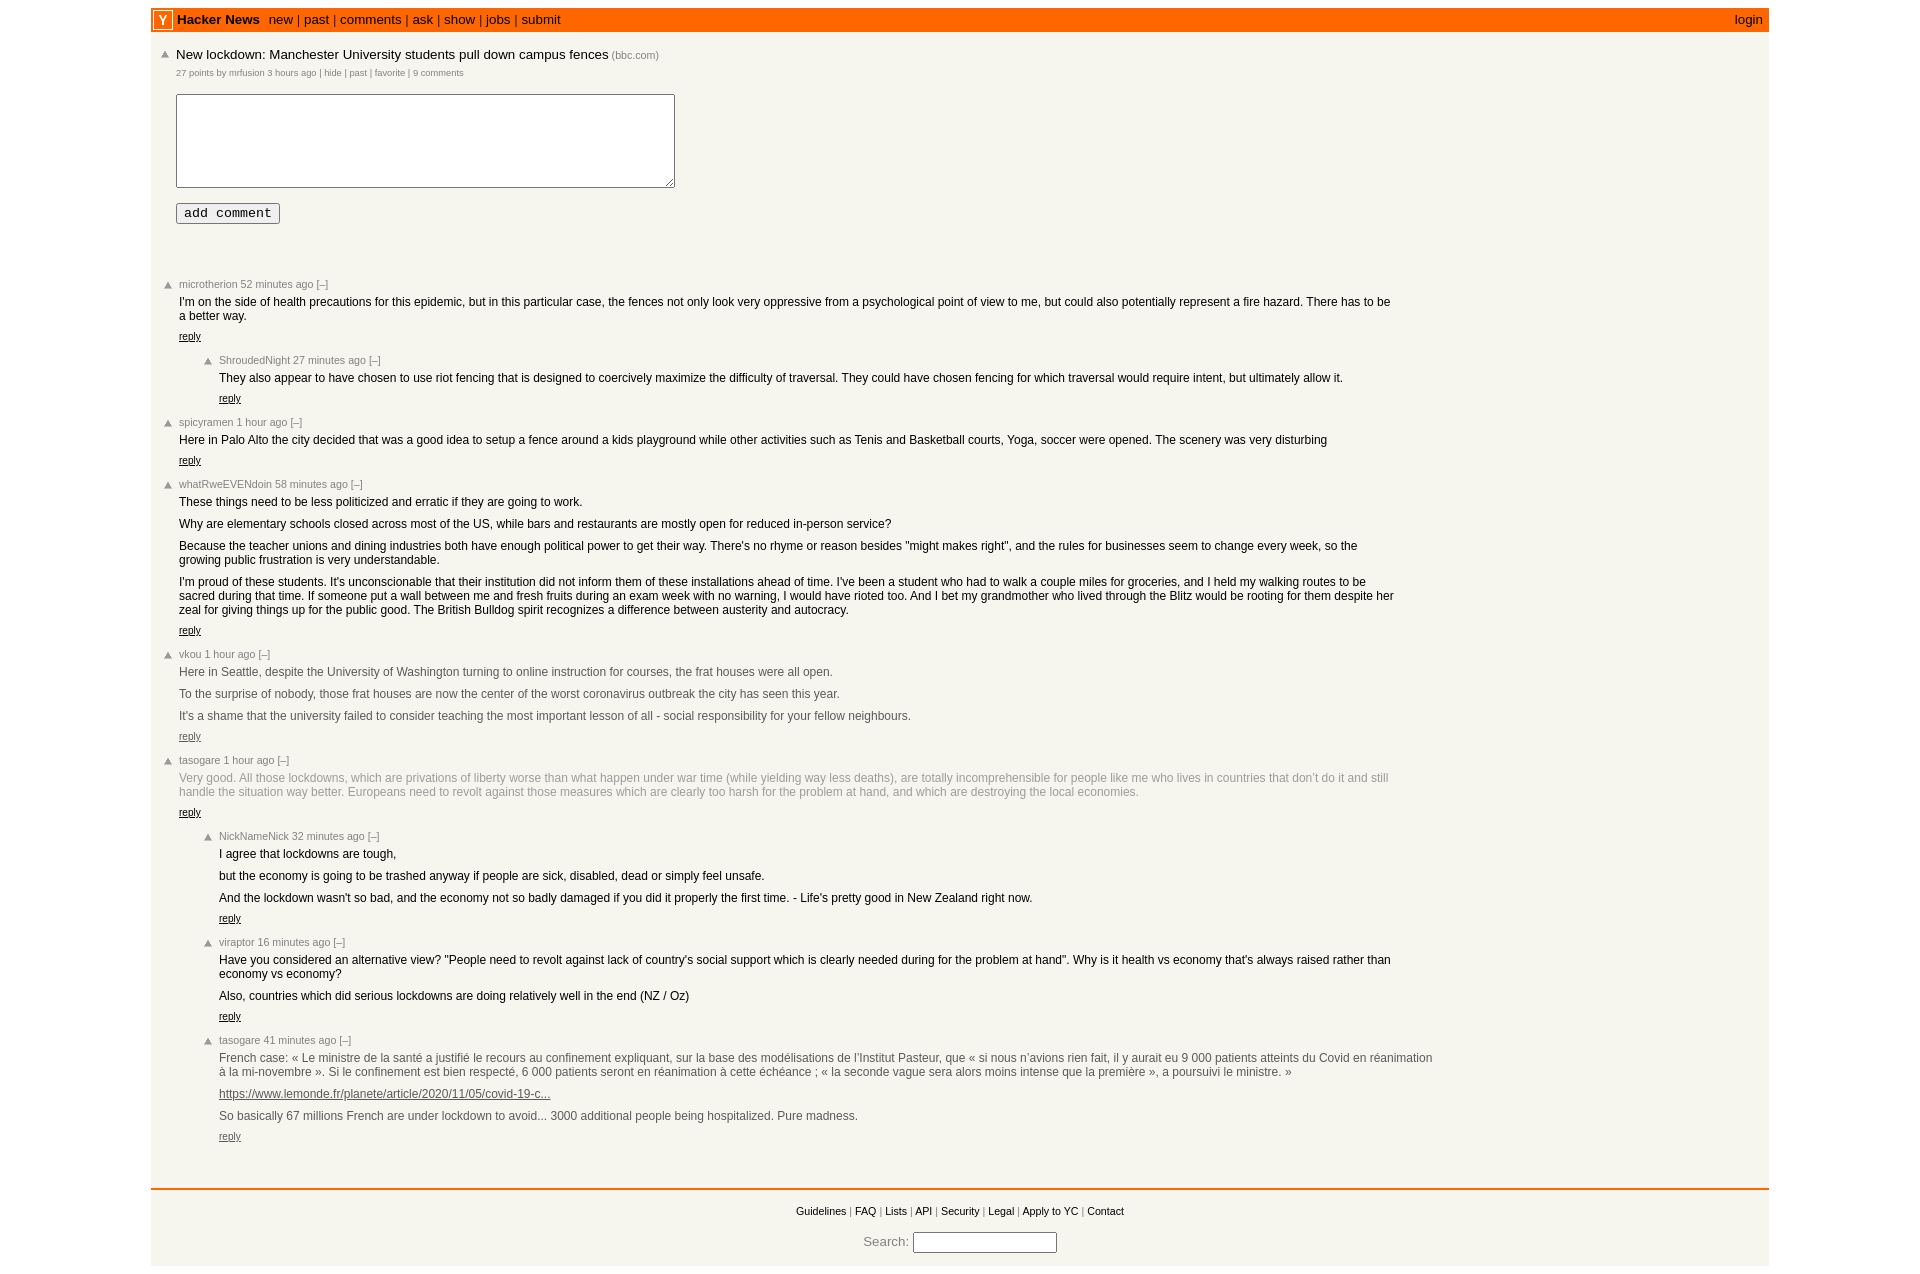 Y Hacker News new | past | comments | ask | show | jobs | submit login
New lockdown: Manchester University students pull down campus fences (bbc.com)
27 points by mrfusion 3 hours ago | hide | past | favorite | 9 comments
add comment
microtherion 52 minutes ago [–]
I'm on the side of health precautions for this epidemic, but in this particular case, the fences not only look very oppressive from a psychological point of view to me, but could also potentially represent a fire hazard. There has to be
a better way.
reply
ShroudedNight 27 minutes ago [–]
They also appear to have chosen to use riot fencing that is designed to coercively maximize the difficulty of traversal. They could have chosen fencing for which traversal would require intent, but ultimately allow it.
reply
spicyramen 1 hour ago [–]
Here in Palo Alto the city decided that was a good idea to setup a fence around a kids playground while other activities such as Tenis and Basketball courts, Yoga, soccer were opened. The scenery was very disturbing
reply
whatRweEVENdoin 58 minutes ago [–]
These things need to be less politicized and erratic if they are going to work.
Why are elementary schools closed across most of the US, while bars and restaurants are mostly open for reduced in-person service?
Because the teacher unions and dining industries both have enough political power to get their way. There's no rhyme or reason besides "might makes right", and the rules for businesses seem to change every week, so the
growing public frustration is very understandable.
I'm proud of these students. It's unconscionable that their institution did not inform them of these installations ahead of time. I've been a student who had to walk a couple miles for groceries, and I held my walking routes to be
sacred during that time. If someone put a wall between me and fresh fruits during an exam week with no warning, I would have rioted too. And I bet my grandmother who lived through the Blitz would be rooting for them despite her
zeal for giving things up for the public good. The British Bulldog spirit recognizes a difference between austerity and autocracy.
reply
vkou 1 hour ago [–]
Here in Seattle, despite the University of Washington turning to online instruction for courses, the frat houses were all open.
To the surprise of nobody, those frat houses are now the center of the worst coronavirus outbreak the city has seen this year.
It's a shame that the university failed to consider teaching the most important lesson of all - social responsibility for your fellow neighbours.
reply
tasogare 1 hour ago [–]
Very good. All those lockdowns, which are privations of liberty worse than what happen under war time (while yielding way less deaths), are totally incomprehensible for people like me who lives in countries that don’t do it and still
handle the situation way better. Europeans need to revolt against those measures which are clearly too harsh for the problem at hand, and which are destroying the local economies.
reply
NickNameNick 32 minutes ago [–]
I agree that lockdowns are tough,
but the economy is going to be trashed anyway if people are sick, disabled, dead or simply feel unsafe.
And the lockdown wasn't so bad, and the economy not so badly damaged if you did it properly the first time. - Life's pretty good in New Zealand right now.
reply
viraptor 16 minutes ago [–]
Have you considered an alternative view? "People need to revolt against lack of country's social support which is clearly needed during for the problem at hand". Why is it health vs economy that's always raised rather than
economy vs economy?
Also, countries which did serious lockdowns are doing relatively well in the end (NZ / Oz)
reply
tasogare 41 minutes ago [–]
French case: « Le ministre de la santé a justifié le recours au confinement expliquant, sur la base des modélisations de l’Institut Pasteur, que « si nous n’avions rien fait, il y aurait eu 9 000 patients atteints du Covid en réanimation
à la mi-novembre ». Si le confinement est bien respecté, 6 000 patients seront en réanimation à cette échéance ; « la seconde vague sera alors moins intense que la première », a poursuivi le ministre. »
https://www.lemonde.fr/planete/article/2020/11/05/covid-19-c...
So basically 67 millions French are under lockdown to avoid... 3000 additional people being hospitalized. Pure madness.
reply
Guidelines | FAQ | Lists | API | Security | Legal | Apply to YC | Contact
Search: